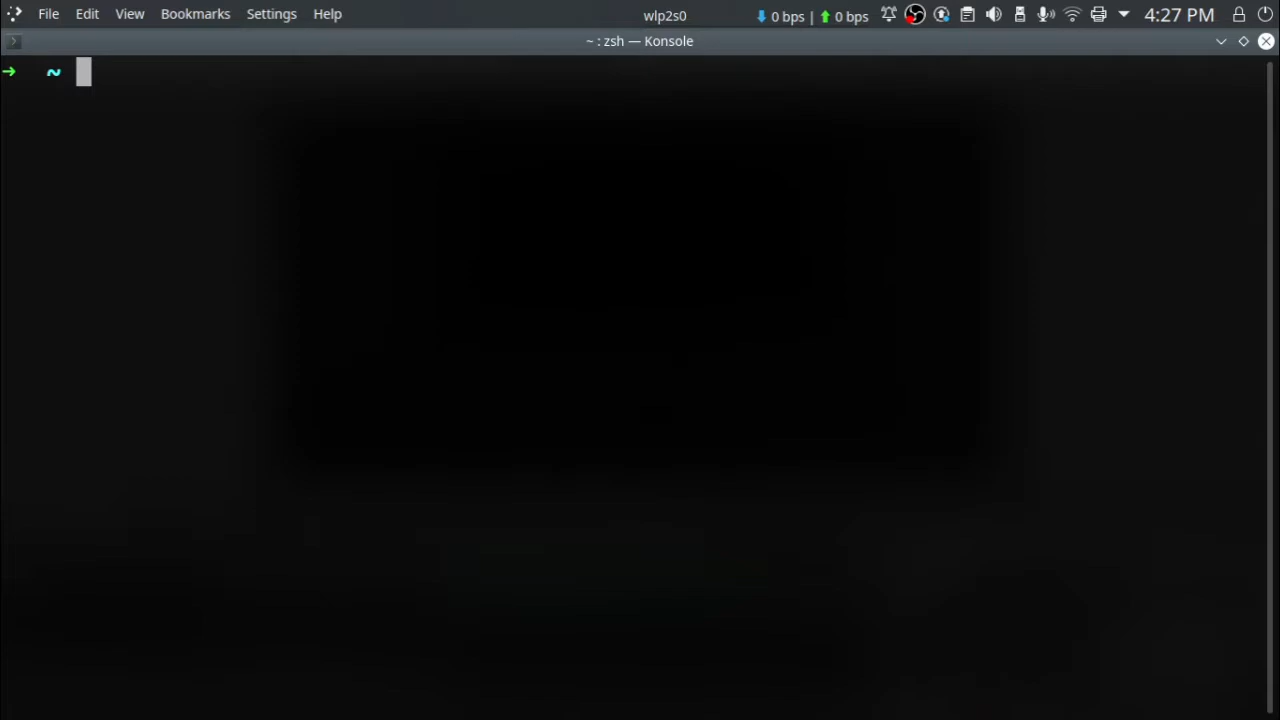 File Edit View Bookmarks Settings Help wlp2s0 ⬇ 0 bps | ⬆ 0 bps 4:27 PM
~ : zsh — Konsole
➜ ~